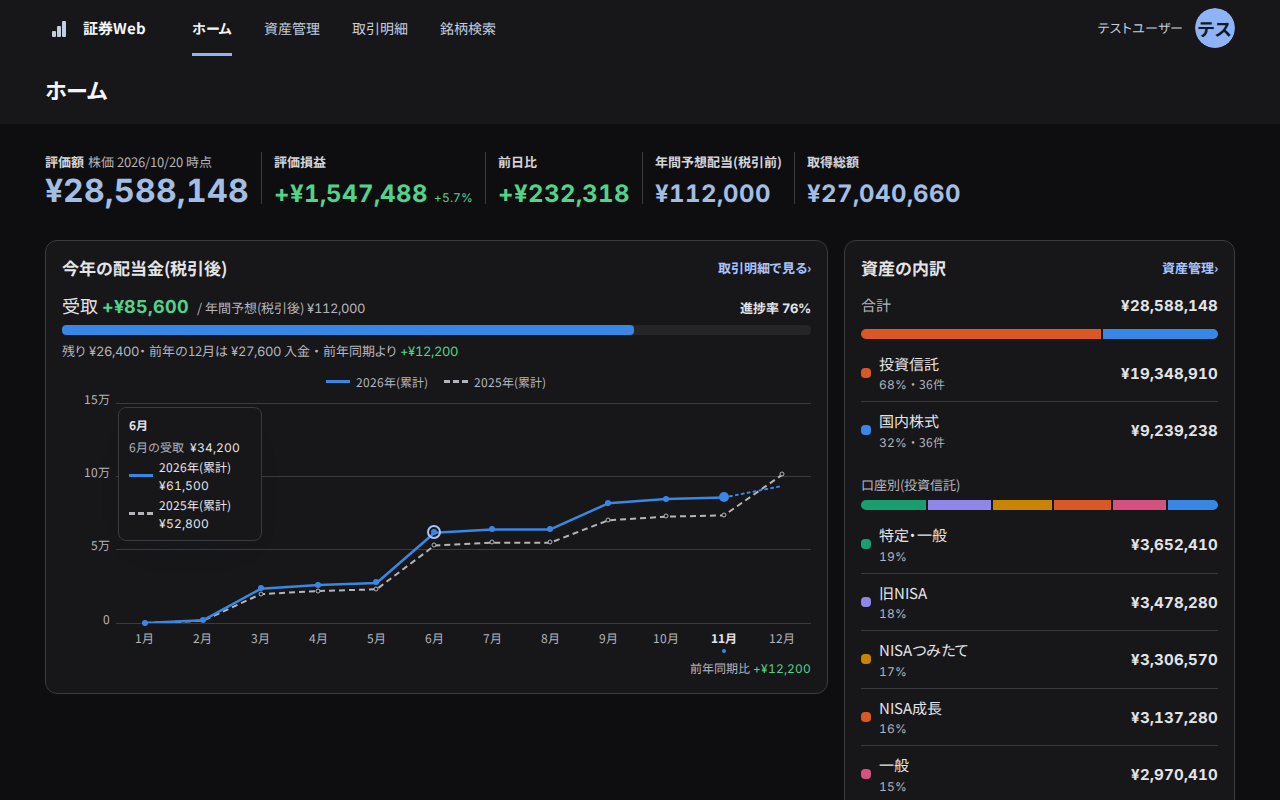 証券Web ホーム 資産管理 取引明細 銘柄検索 テストユーザー テス
ホーム
評価額 株価 2026/10/20 時点
¥28,588,148
評価損益
+¥1,547,488 +5.7%
前日比
+¥232,318
年間予想配当(税引前)
¥112,000
取得総額
¥27,040,660
今年の配当金(税引後) 取引明細で見る›
受取 +¥85,600 / 年間予想(税引後) ¥112,000 進捗率 76%
残り ¥26,400・前年の12月は ¥27,600 入金・前年同期より +¥12,200
2026年(累計) 2025年(累計)
15万
10万
5万
0
6月
6月の受取 ¥34,200
2026年(累計)
¥61,500
2025年(累計)
¥52,800
1月 2月 3月 4月 5月 6月 7月 8月 9月 10月 11月 12月
前年同期比 +¥12,200
資産の内訳 資産管理›
合計 ¥28,588,148
投資信託 ¥19,348,910
68%・36件
国内株式 ¥9,239,238
32%・36件
口座別(投資信託)
特定・一般 ¥3,652,410
19%
旧NISA ¥3,478,280
18%
NISAつみたて ¥3,306,570
17%
NISA成長 ¥3,137,280
16%
一般 ¥2,970,410
15%